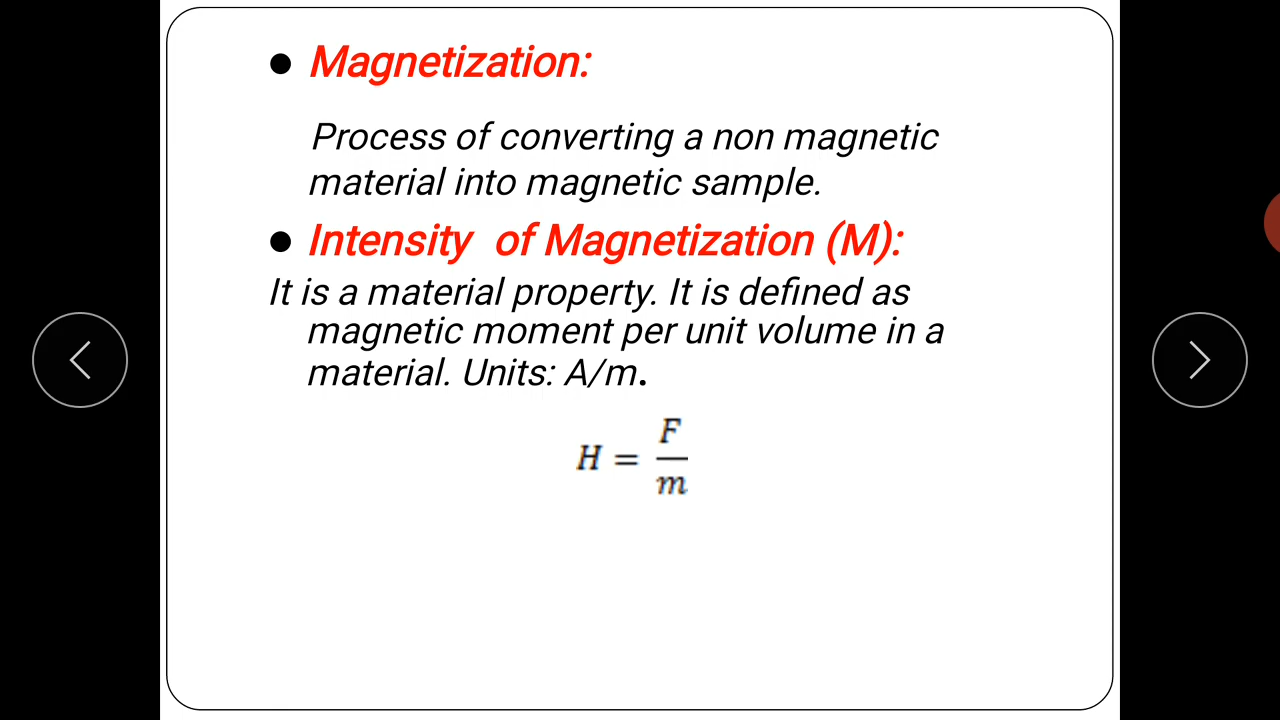 ● Magnetization:
Process of converting a non magnetic
material into magnetic sample.
● Intensity of Magnetization (M):
It is a material property. It is defined as
magnetic moment per unit volume in a
material. Units: A/m.
H = F/m